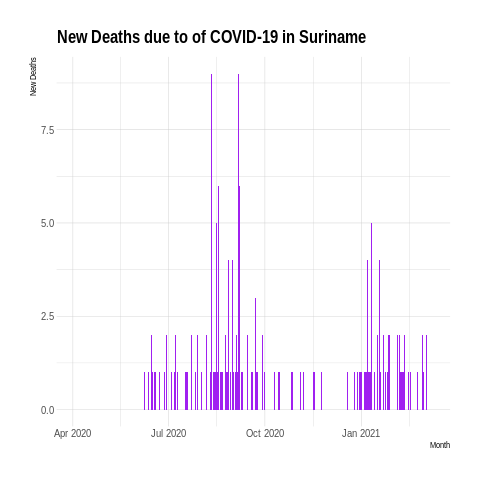 New Deaths due to of COVID-19 in Suriname
New Deaths
7.5
5.0
2.5
0.0
Apr 2020 Jul 2020 Oct 2020 Jan 2021
Month